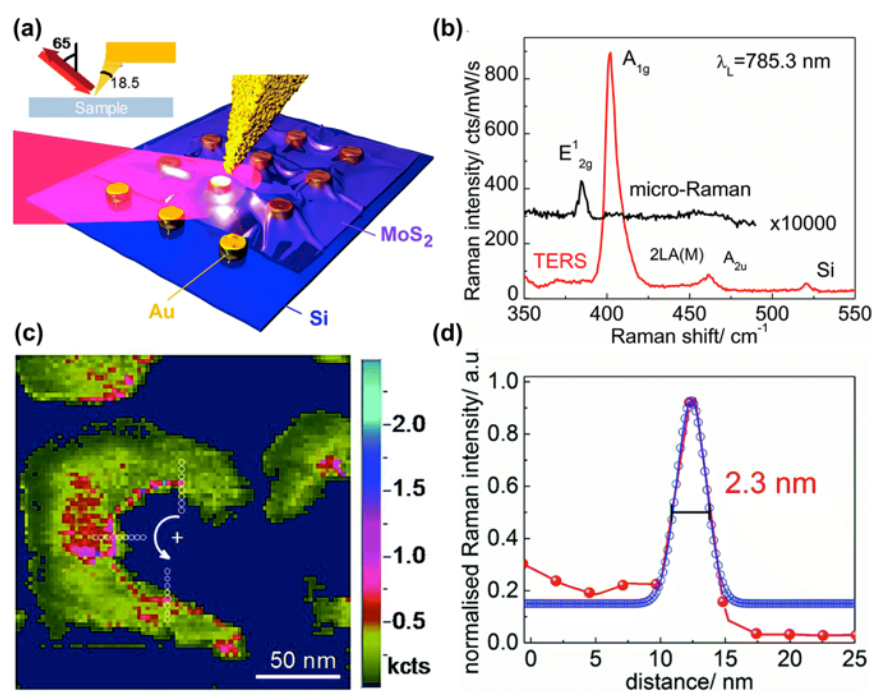 (a)
65
18.5
Sample
MoS₂
Au
Si
(b)
Raman intensity/ cts/mW/s
800
600
400
200
0
A₁g
λL=785.3 nm
E¹₂g
micro-Raman
x10000
TERS
2LA(M)
A₂u
Si
350 400 450 500 550
Raman shift/ cm⁻¹
(c)
2.0
1.5
1.0
0.5
kcts
+
50 nm
(d)
normalised Raman intensity/ a.u.
0.9
0.6
0.4
0.2
0.0
2.3 nm
0 5 10 15 20 25
distance/ nm